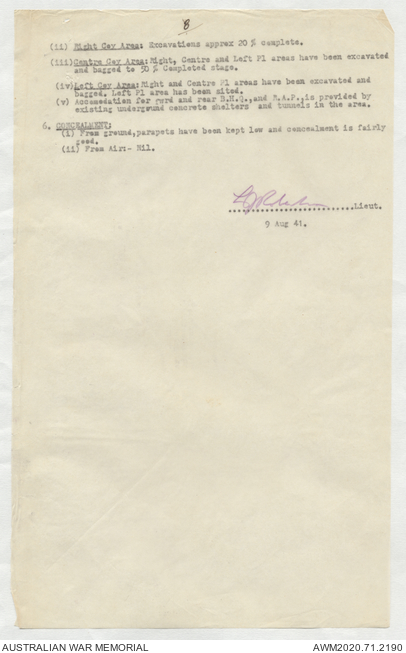 8
(ii) Right Coy Area: Excavations approx 20% complete.
(iii)Centre Coy Area:Right, Centre and Left Pl areas have been excavated
and bagged to 50% Completed stage.
(iv)Left Coy Area:Right and Centre Pl areas have been excavated and
bagged. Left Pl area has been sited.
(v) Accomodation for and rear B.H.Q.,and R.A.P.,is provided by
existing underground concrete shelters and tunnels in the area.
6. CONCEALMENT:
(i) From ground,parapets have been kept low and concealment is fairly
good.
(ii) From Air:- Nil.
....................Lieut.
9 Aug 41.
AUSTRALIAN WAR MEMORIAL
AWM2020.71.2190